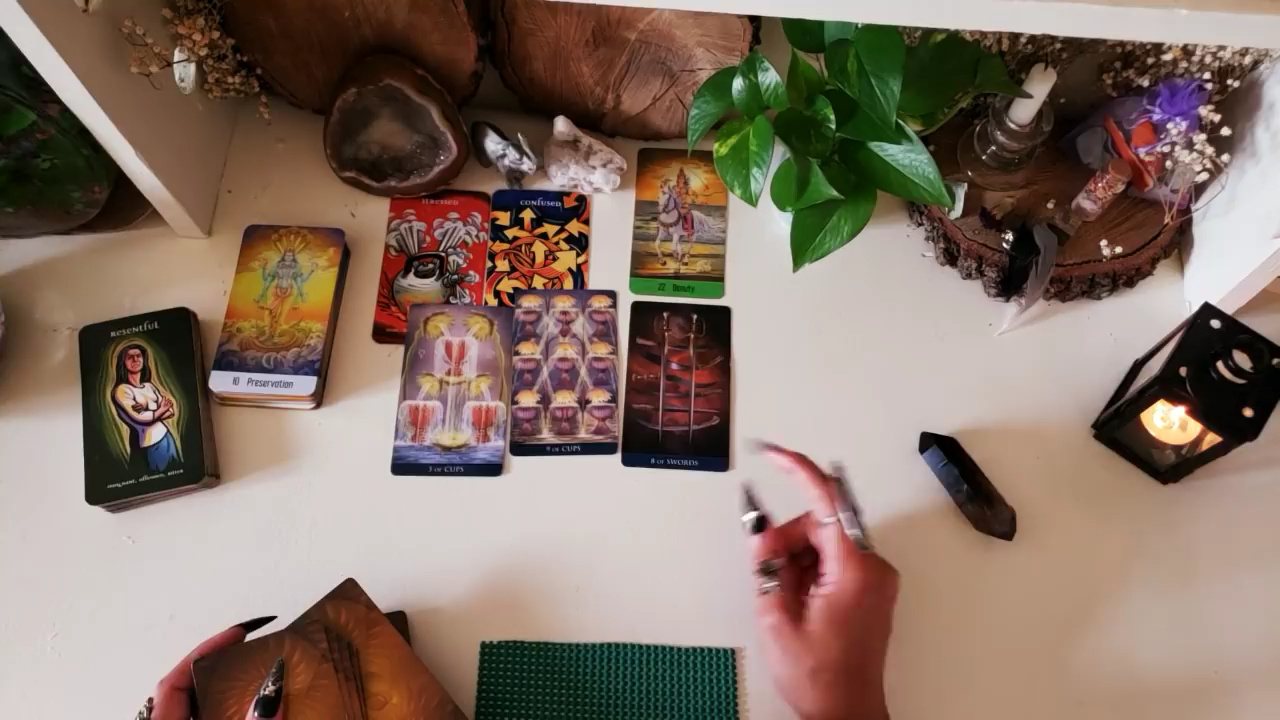 STRESSED
CONFUSED
22 Beauty
RESENTFUL
10 Preservation
3 OF CUPS
9 OF CUPS
8 OF SWORDS